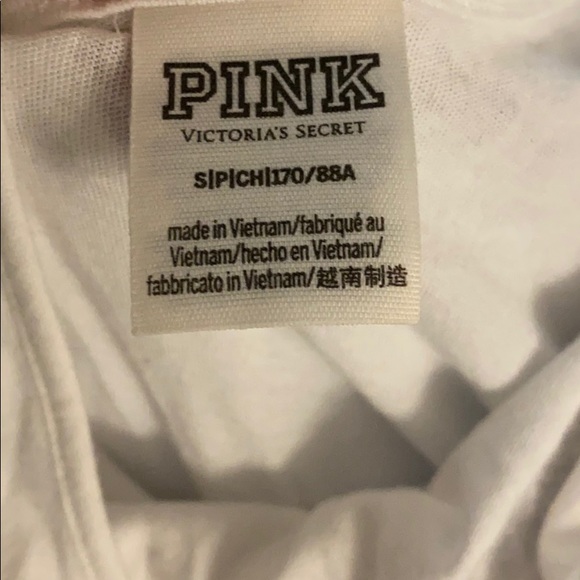 PINK
VICTORIA'S SECRET
S|P|CH|170/88A
made in Vietnam/fabriqué au
Vietnam/hecho en Vietnam/
fabbricato in Vietnam/越南制造